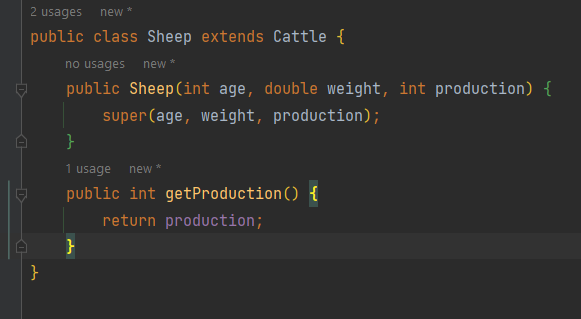 2 usages   new *
public class Sheep extends Cattle {
no usages   new *
public Sheep(int age, double weight, int production) {
super(age, weight, production);
}
1 usage   new *
public int getProduction() {
return production;
}
}